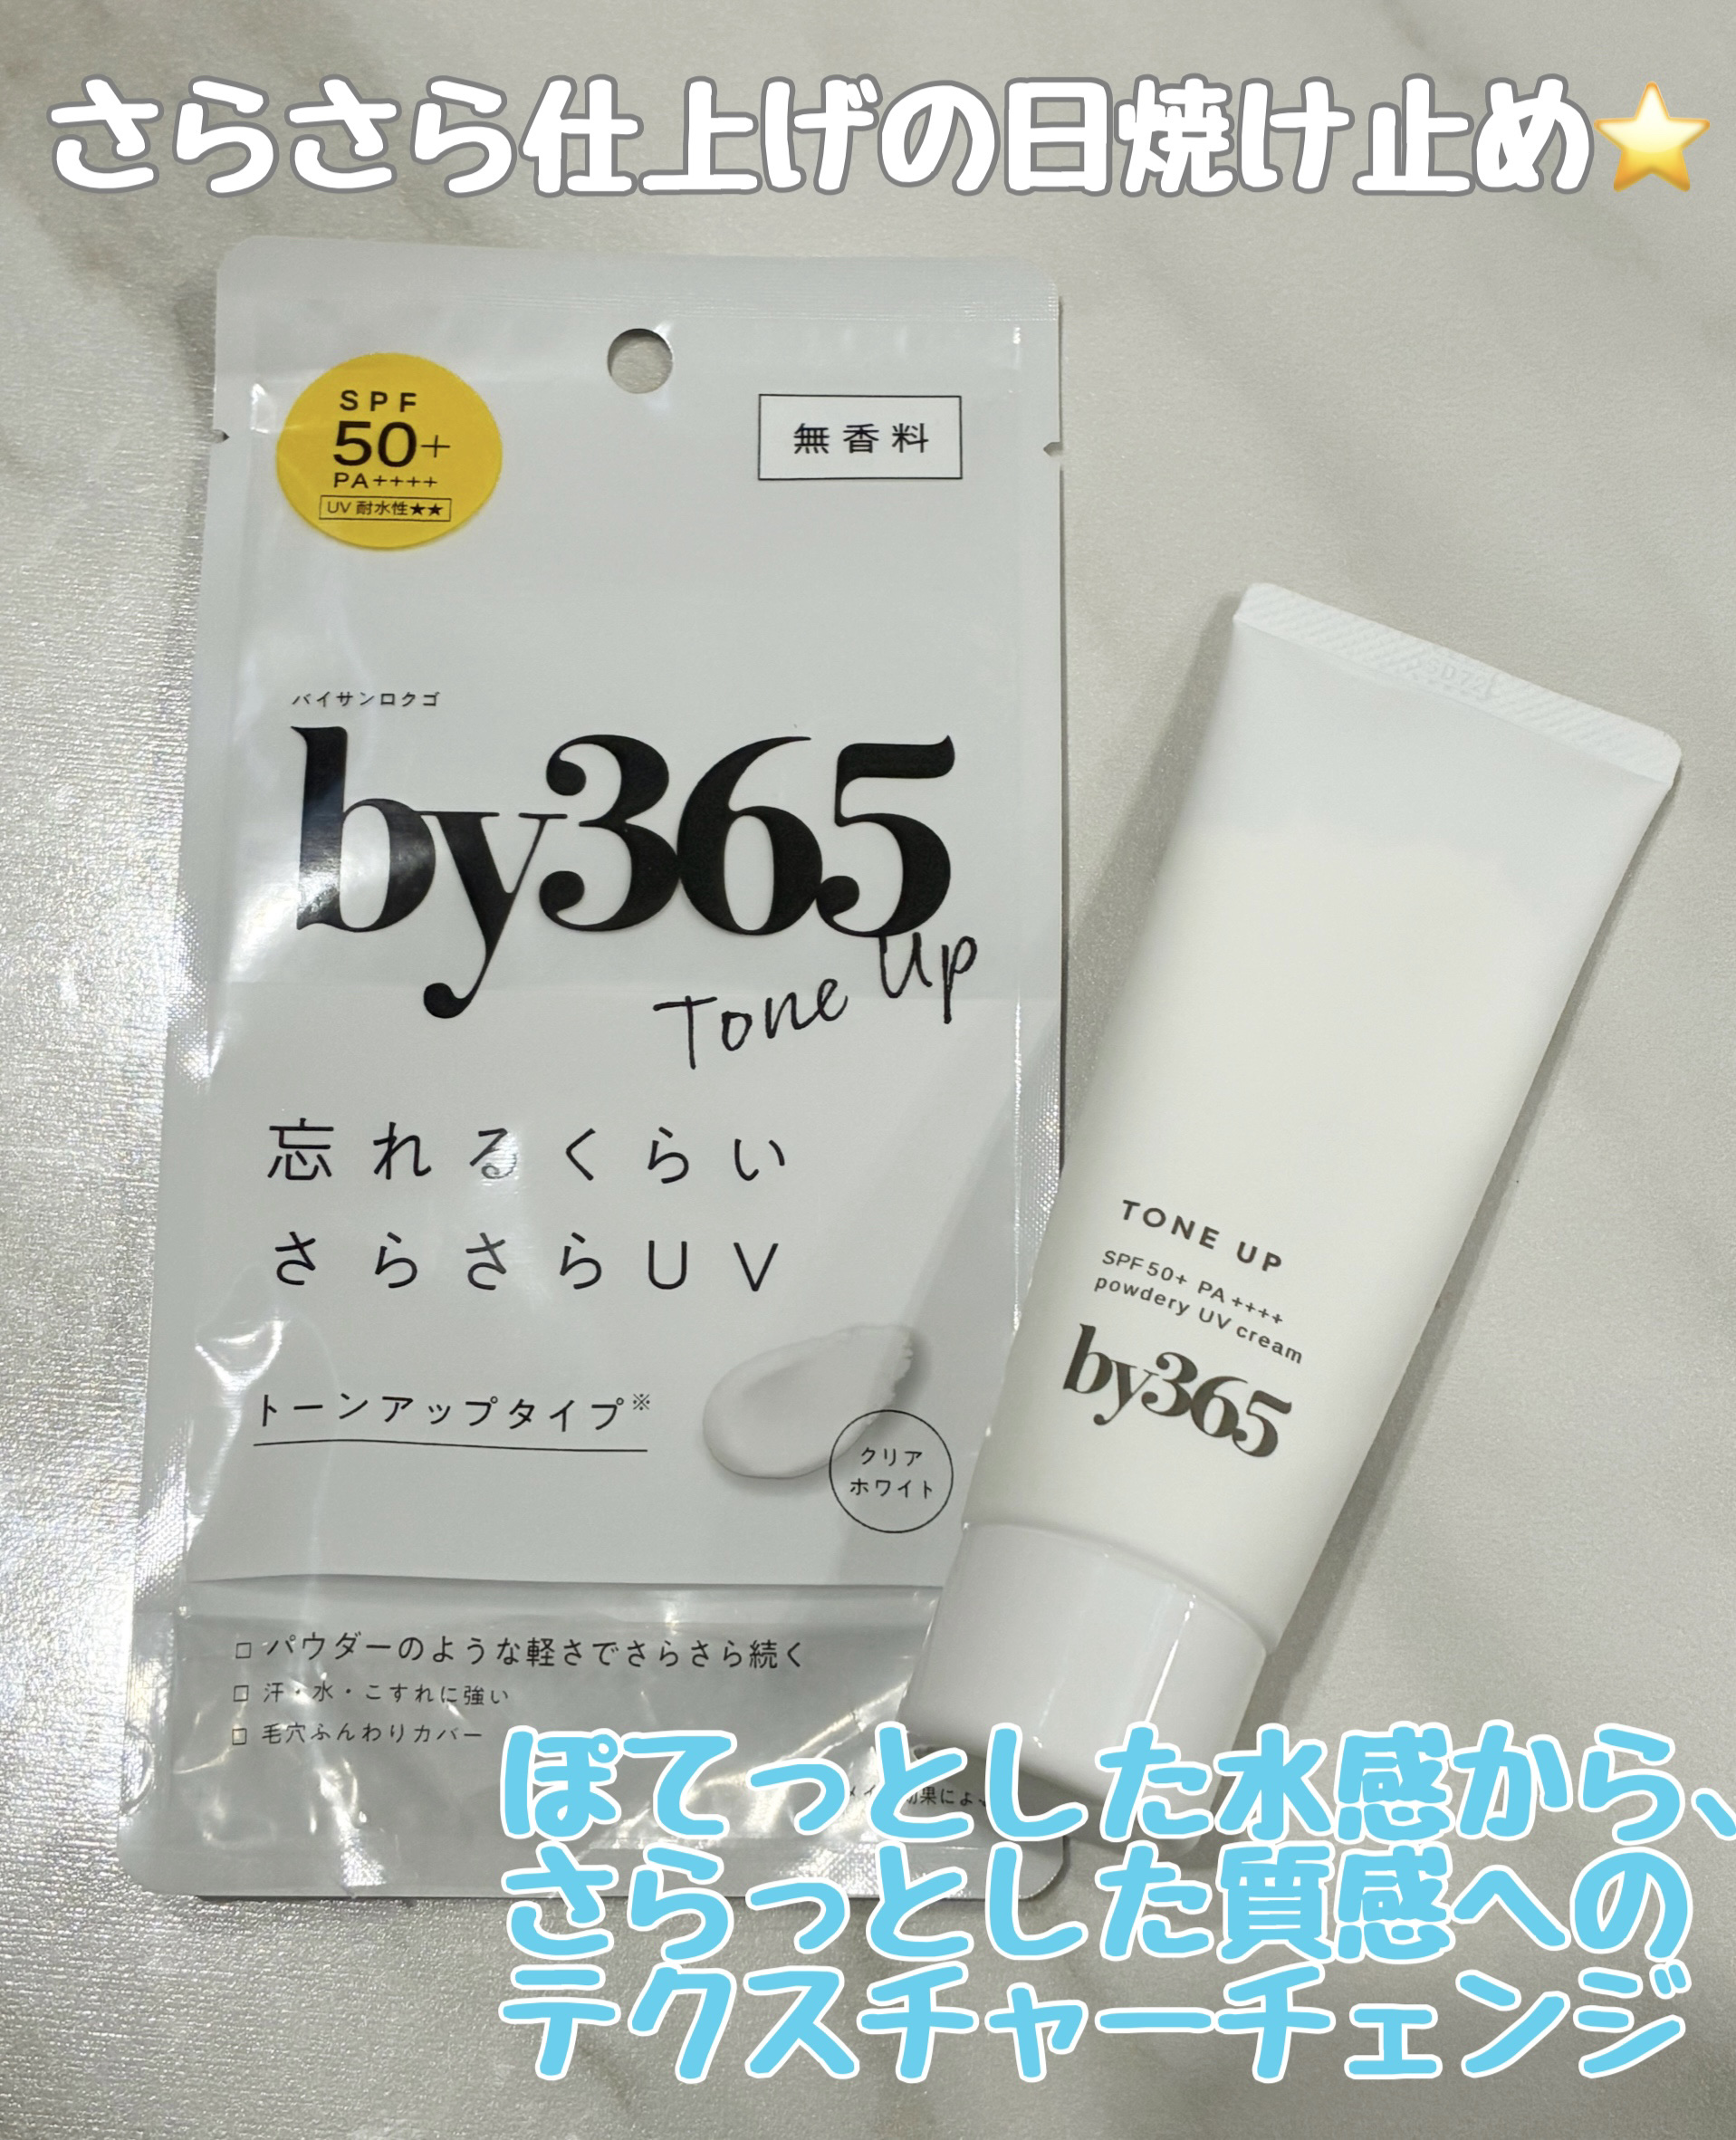 さらさら仕上げの日焼け止め⭐
SPF
50+
PA++++
UV 耐水性★★
無香料
バイサンロクゴ
by365
Tone Up
忘れるくらい
さらさらUV
トーンアップタイプ※
クリア
ホワイト
□ パウダーのような軽さでさらさら続く
□ 汗・水・こすれに強い
□ 毛穴ふんわりカバー
TONE UP
SPF50+ PA++++
powdery UV cream
by365
ぽてっとした水感から、
さらっとした質感への
テクスチャーチェンジ